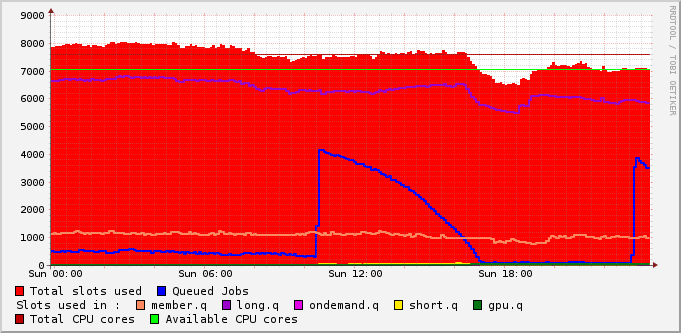 9000
8000
7000
6000
5000
4000
3000
2000
1000
0
Sun 00:00 Sun 06:00 Sun 12:00 Sun 18:00
Total slots used Queued Jobs
Slots used in : member.q long.q ondemand.q short.q gpu.q
Total CPU cores Available CPU cores
RRDTOOL / TOBI OETIKER